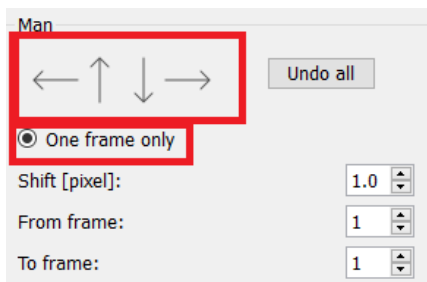 Man
Undo all
One frame only
Shift [pixel]: 1.0
From frame: 1
To frame: 1